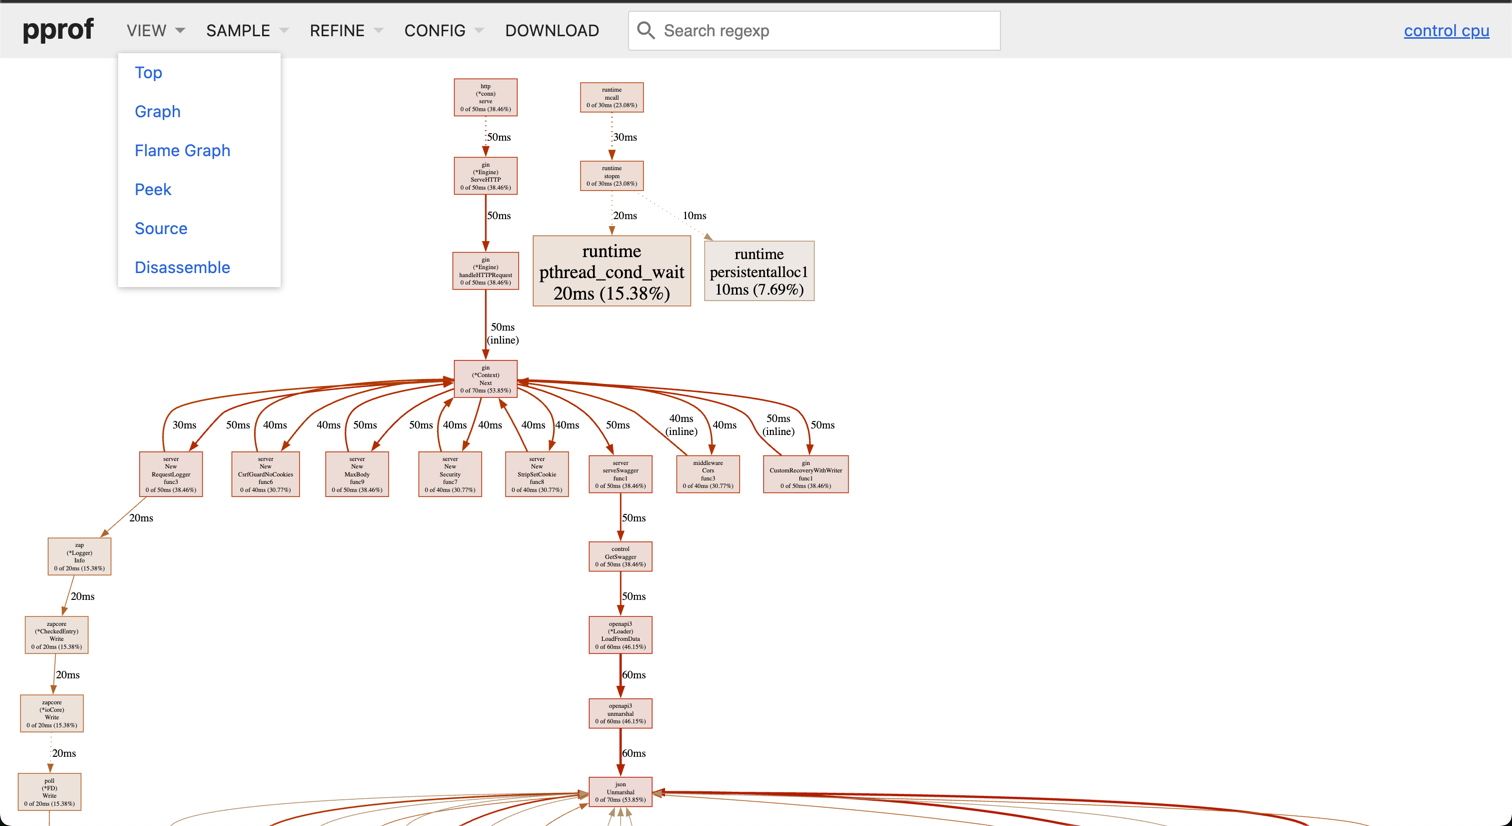 pprof
VIEW
SAMPLE
REFINE
CONFIG
DOWNLOAD
Search regexp
control cpu
Top
Graph
Flame Graph
Peek
Source
Disassemble
http
(*conn)
serve
0 of 50ms (38.46%)
runtime
mcall
0 of 30ms (23.08%)
50ms
30ms
gin
(*Engine)
ServeHTTP
0 of 50ms (38.46%)
runtime
stopm
0 of 30ms (23.08%)
50ms
20ms
10ms
gin
(*Engine)
handleHTTPRequest
0 of 50ms (38.46%)
runtime
pthread_cond_wait
20ms (15.38%)
runtime
persistentalloc1
10ms (7.69%)
50ms
(inline)
gin
(*Context)
Next
0 of 70ms (53.85%)
30ms
50ms
40ms
40ms
50ms
50ms
40ms
40ms
40ms
40ms
50ms
40ms
(inline)
40ms
50ms
(inline)
50ms
server
New
RequestLogger
func3
0 of 50ms (38.46%)
server
New
CsrfGuardNoCookies
func6
0 of 40ms (30.77%)
server
New
MaxBody
func9
0 of 50ms (38.46%)
server
New
Security
func7
0 of 40ms (30.77%)
server
New
StripSetCookie
func8
0 of 40ms (30.77%)
server
serveSwagger
func1
0 of 50ms (38.46%)
middleware
Cors
func3
0 of 40ms (30.77%)
gin
CustomRecoveryWithWriter
func1
0 of 50ms (38.46%)
20ms
50ms
zap
(*Logger)
Info
0 of 20ms (15.38%)
control
GetSwagger
0 of 50ms (38.46%)
20ms
50ms
zapcore
(*CheckedEntry)
Write
0 of 20ms (15.38%)
openapi3
(*Loader)
LoadFromData
0 of 60ms (46.15%)
20ms
60ms
zapcore
(*ioCore)
Write
0 of 20ms (15.38%)
openapi3
unmarshal
0 of 60ms (46.15%)
20ms
60ms
poll
(*FD)
Write
0 of 20ms (15.38%)
json
Unmarshal
0 of 70ms (53.85%)